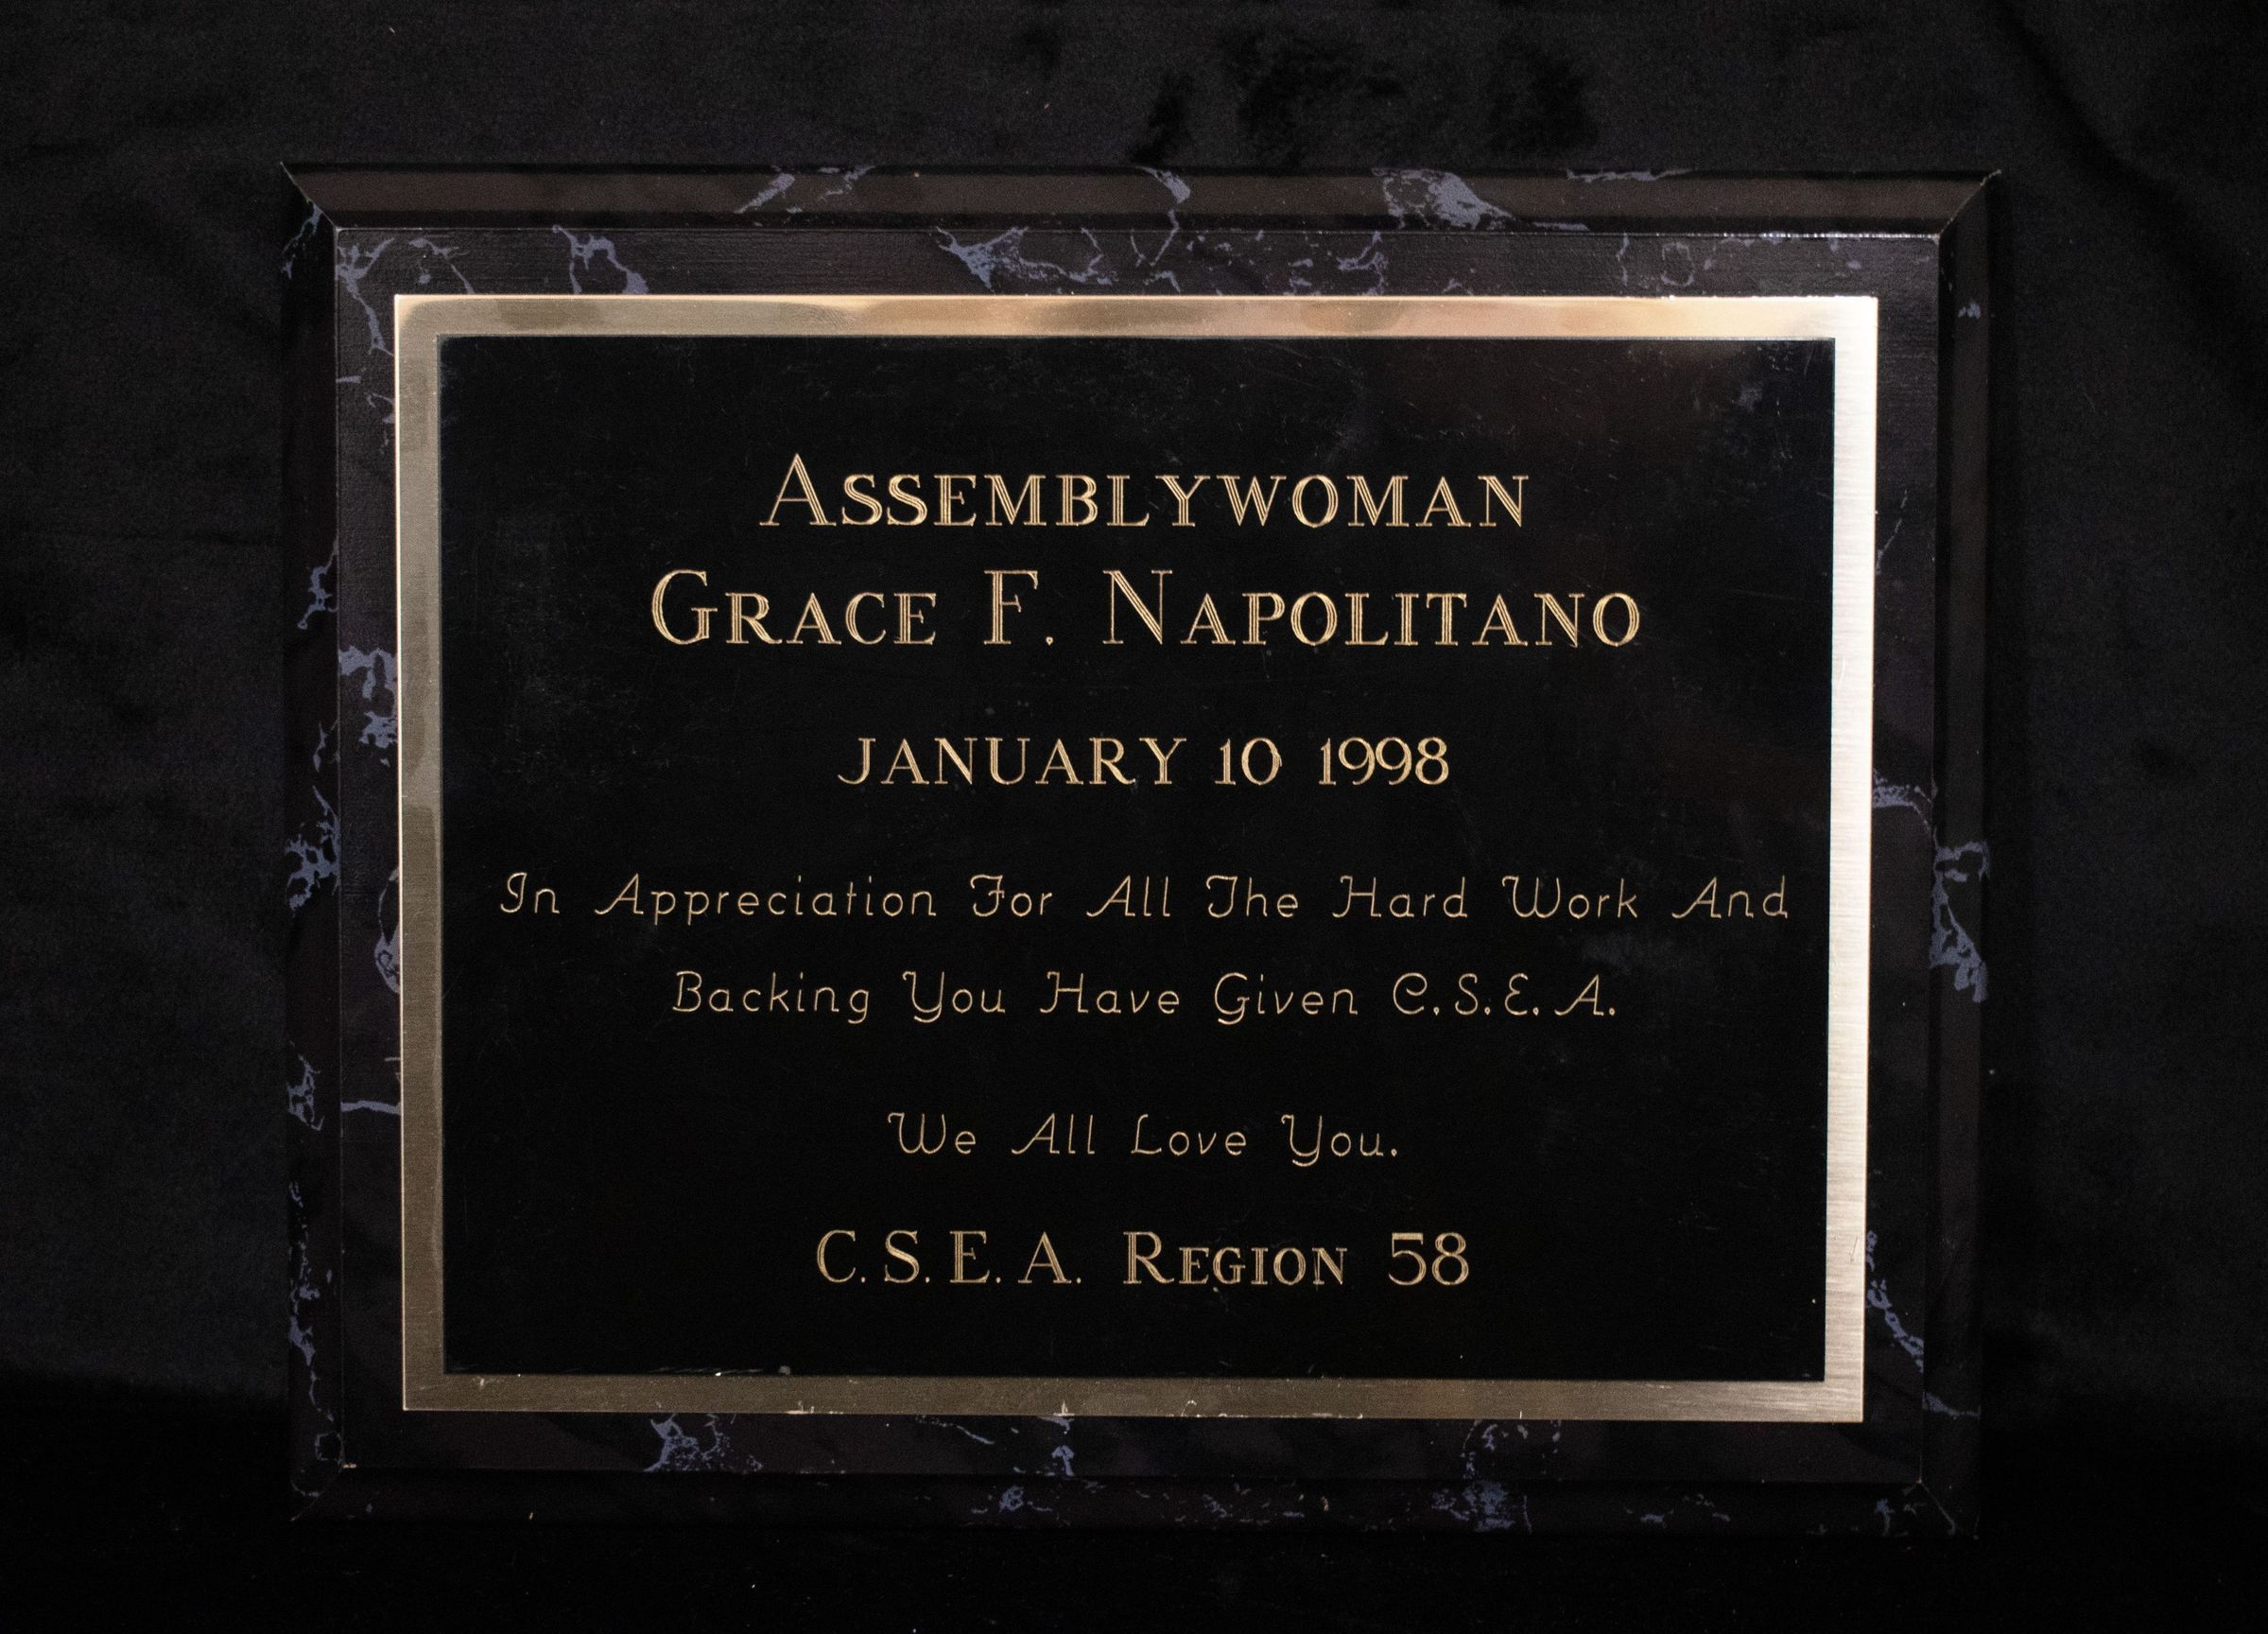 Assemblywoman
Grace F. Napolitano
JANUARY 10 1998
In Appreciation For All The Hard Work And
Backing You Have Given C.S.E.A.
We All Love You.
C.S.E.A. Region 58